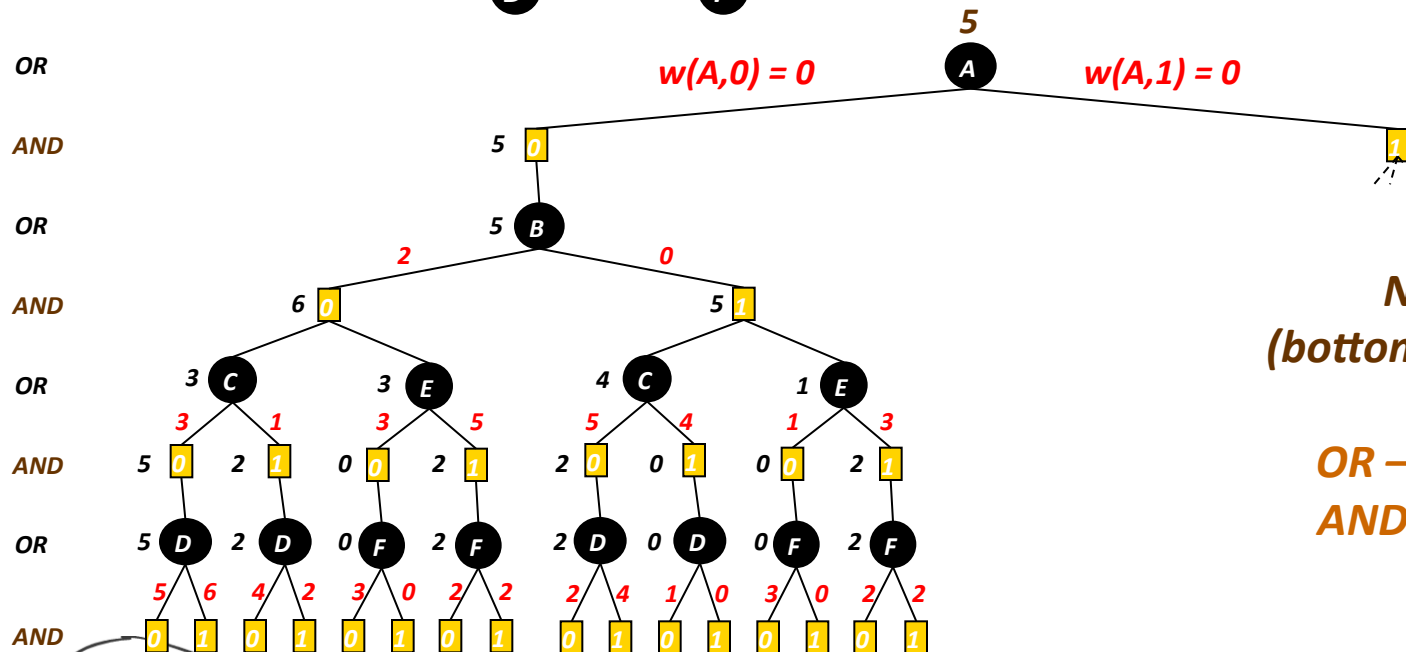 5
OR w(A,0) = 0 A w(A,1) = 0
AND 5 0 1
OR 5 B
2 0
AND 6 0 5 1
N
(botton
OR 3 C 3 E 4 C 1 E
3 1 3 5 5 4 1 3
AND 5 0 2 1 0 0 2 1 2 0 0 1 0 0 2 1 OR –
AND
OR 5 D 2 D 0 F 2 F 2 D 0 D 0 F 2 F
5 6 4 2 3 0 2 2 2 4 1 0 3 0 2 2
AND 0 1 0 1 0 1 0 1 0 1 0 1 0 1 0 1